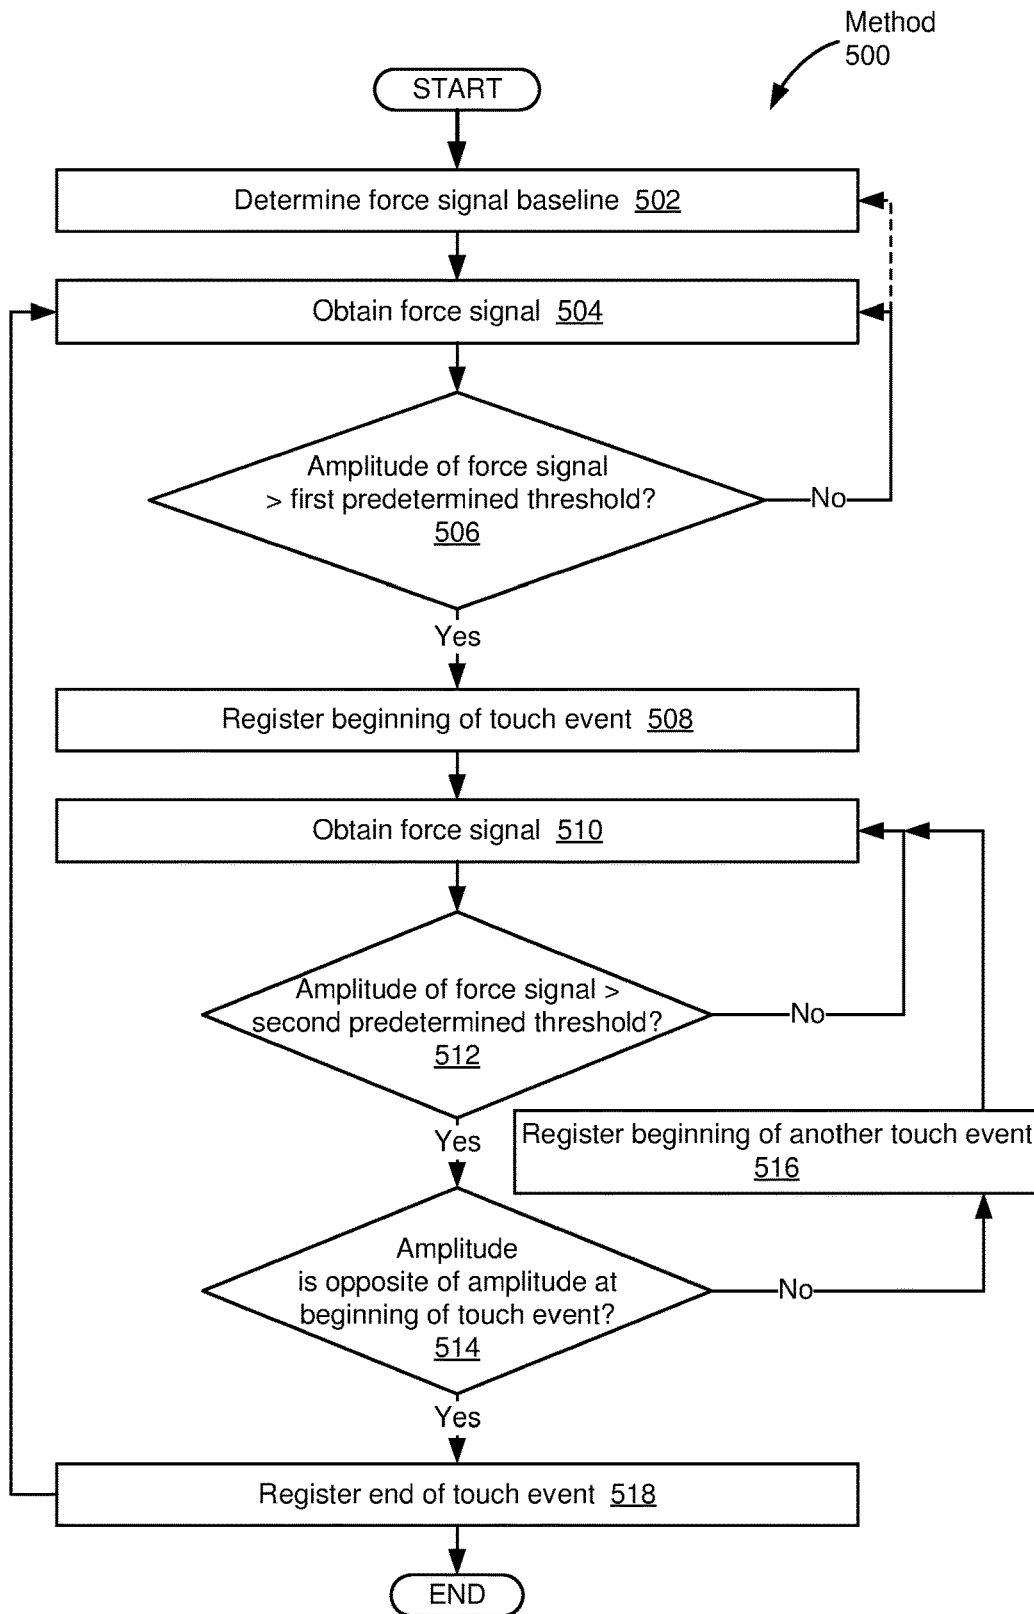 Method
500
START
Determine force signal baseline 502
Obtain force signal 504
Amplitude of force signal
> first predetermined threshold?
506
No
Yes
Register beginning of touch event 508
Obtain force signal 510
Amplitude of force signal >
second predetermined threshold?
512
No
Yes
Register beginning of another touch event
516
Amplitude
is opposite of amplitude at
beginning of touch event?
514
No
Yes
Register end of touch event 518
END